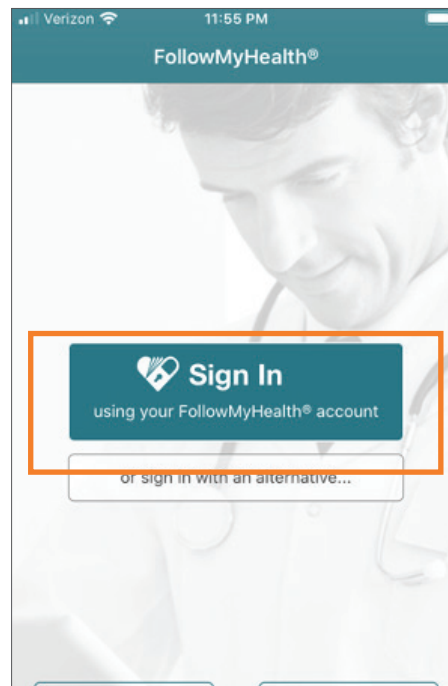 Verizon 11:55 PM
FollowMyHealth®
Sign In
using your FollowMyHealth® account
or sign in with an alternative...